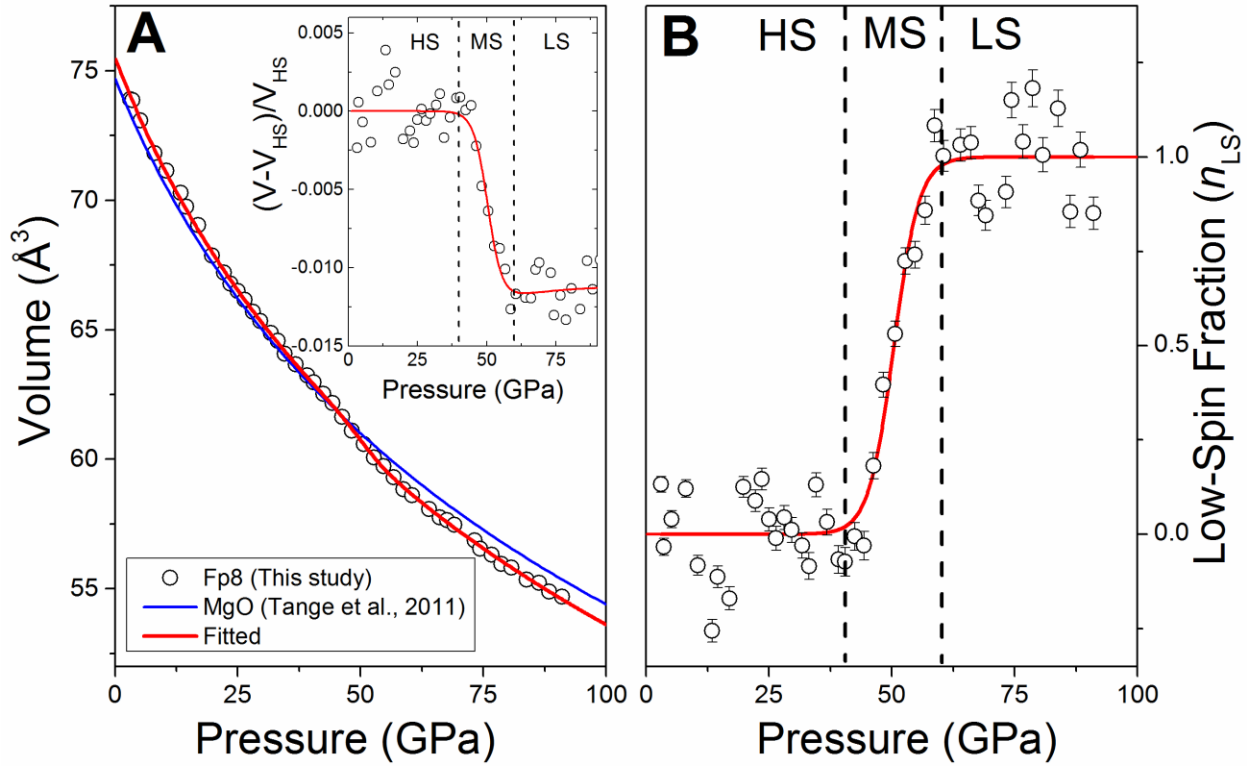 A
75
70
65
60
55
0
25
50
75
100
Volume (Å³)
Pressure (GPa)
Fp8 (This study)
MgO (Tange et al., 2011)
Fitted
0.005
0.000
-0.005
-0.010
-0.015
0
25
50
75
HS
MS
LS
(V-V_HS)/V_HS
Pressure (GPa)
B
HS
MS
LS
1.0
0.5
0.0
0
25
50
75
100
Low-Spin Fraction (n_LS)
Pressure (GPa)